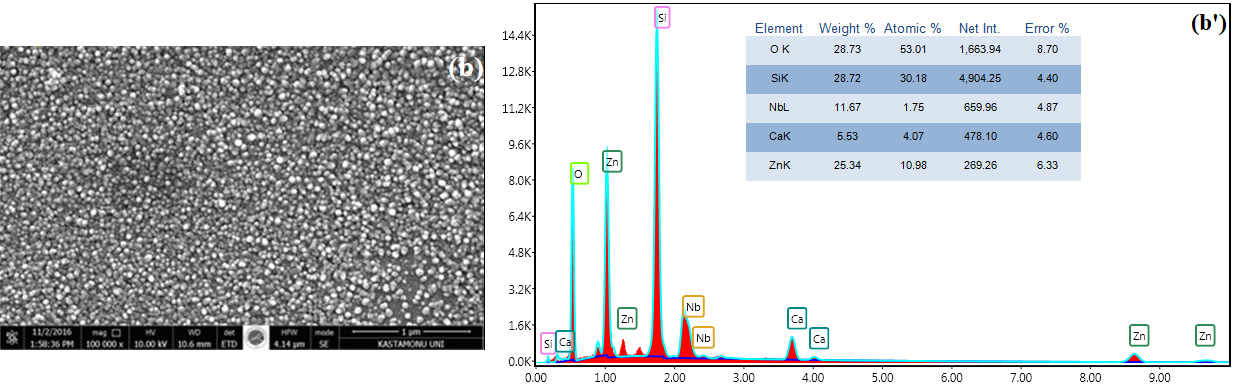 (b)
11/2/2016 mag HV WD det HFW mode 1 µm
1:58:36 PM 100 000 x 10.00 kV 10.6 mm ETD 4.14 µm SE KASTAMONU UNI
(b')
Element Weight % Atomic % Net Int. Error %
O K 28.73 53.01 1,663.94 8.70
SiK 28.72 30.18 4,904.25 4.40
NbL 11.67 1.75 659.96 4.87
CaK 5.53 4.07 478.10 4.60
ZnK 25.34 10.98 269.26 6.33
14.4K
12.8K
11.2K
9.6K
8.0K
6.4K
4.8K
3.2K
1.6K
0.0K
Si
Zn
O
Nb
Zn
Ca
Nb
Si
Ca
Ca
Zn
Zn
0.00 1.00 2.00 3.00 4.00 5.00 6.00 7.00 8.00 9.00